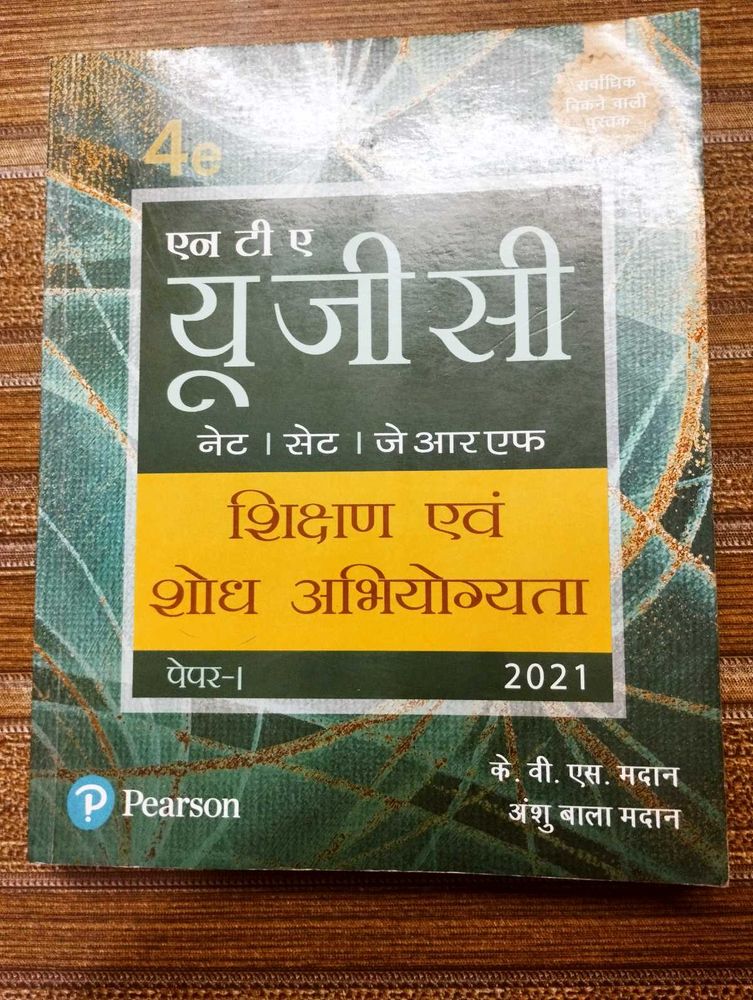 सर्वाधिक
बिकने वाली
पुस्तक
4e
एन टी ए
यू जी सी
नेट । सेट । जे आर एफ
शिक्षण एवं
शोध अभियोग्यता
पेपर-I
2021
के. वी. एस. मदान
अंशु बाला मदान
P Pearson